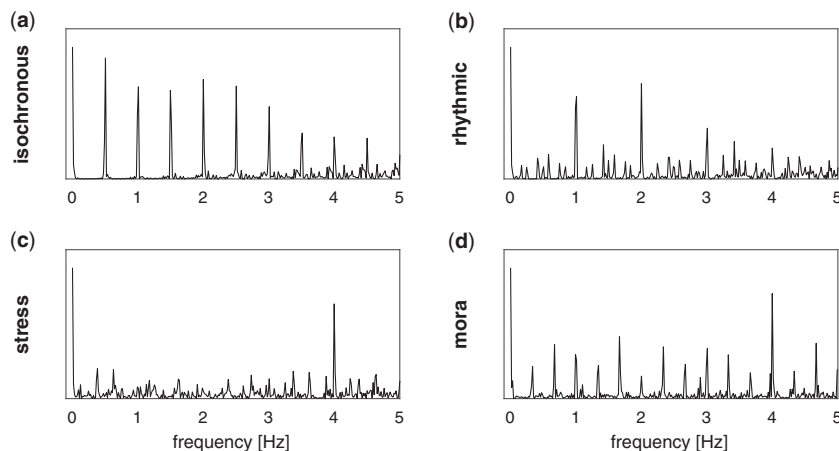 (a)
isochronous
0 1 2 3 4 5
(b)
rhythmic
0 1 2 3 4 5
(c)
stress
0 1 2 3 4 5
frequency [Hz]
(d)
mora
0 1 2 3 4 5
frequency [Hz]